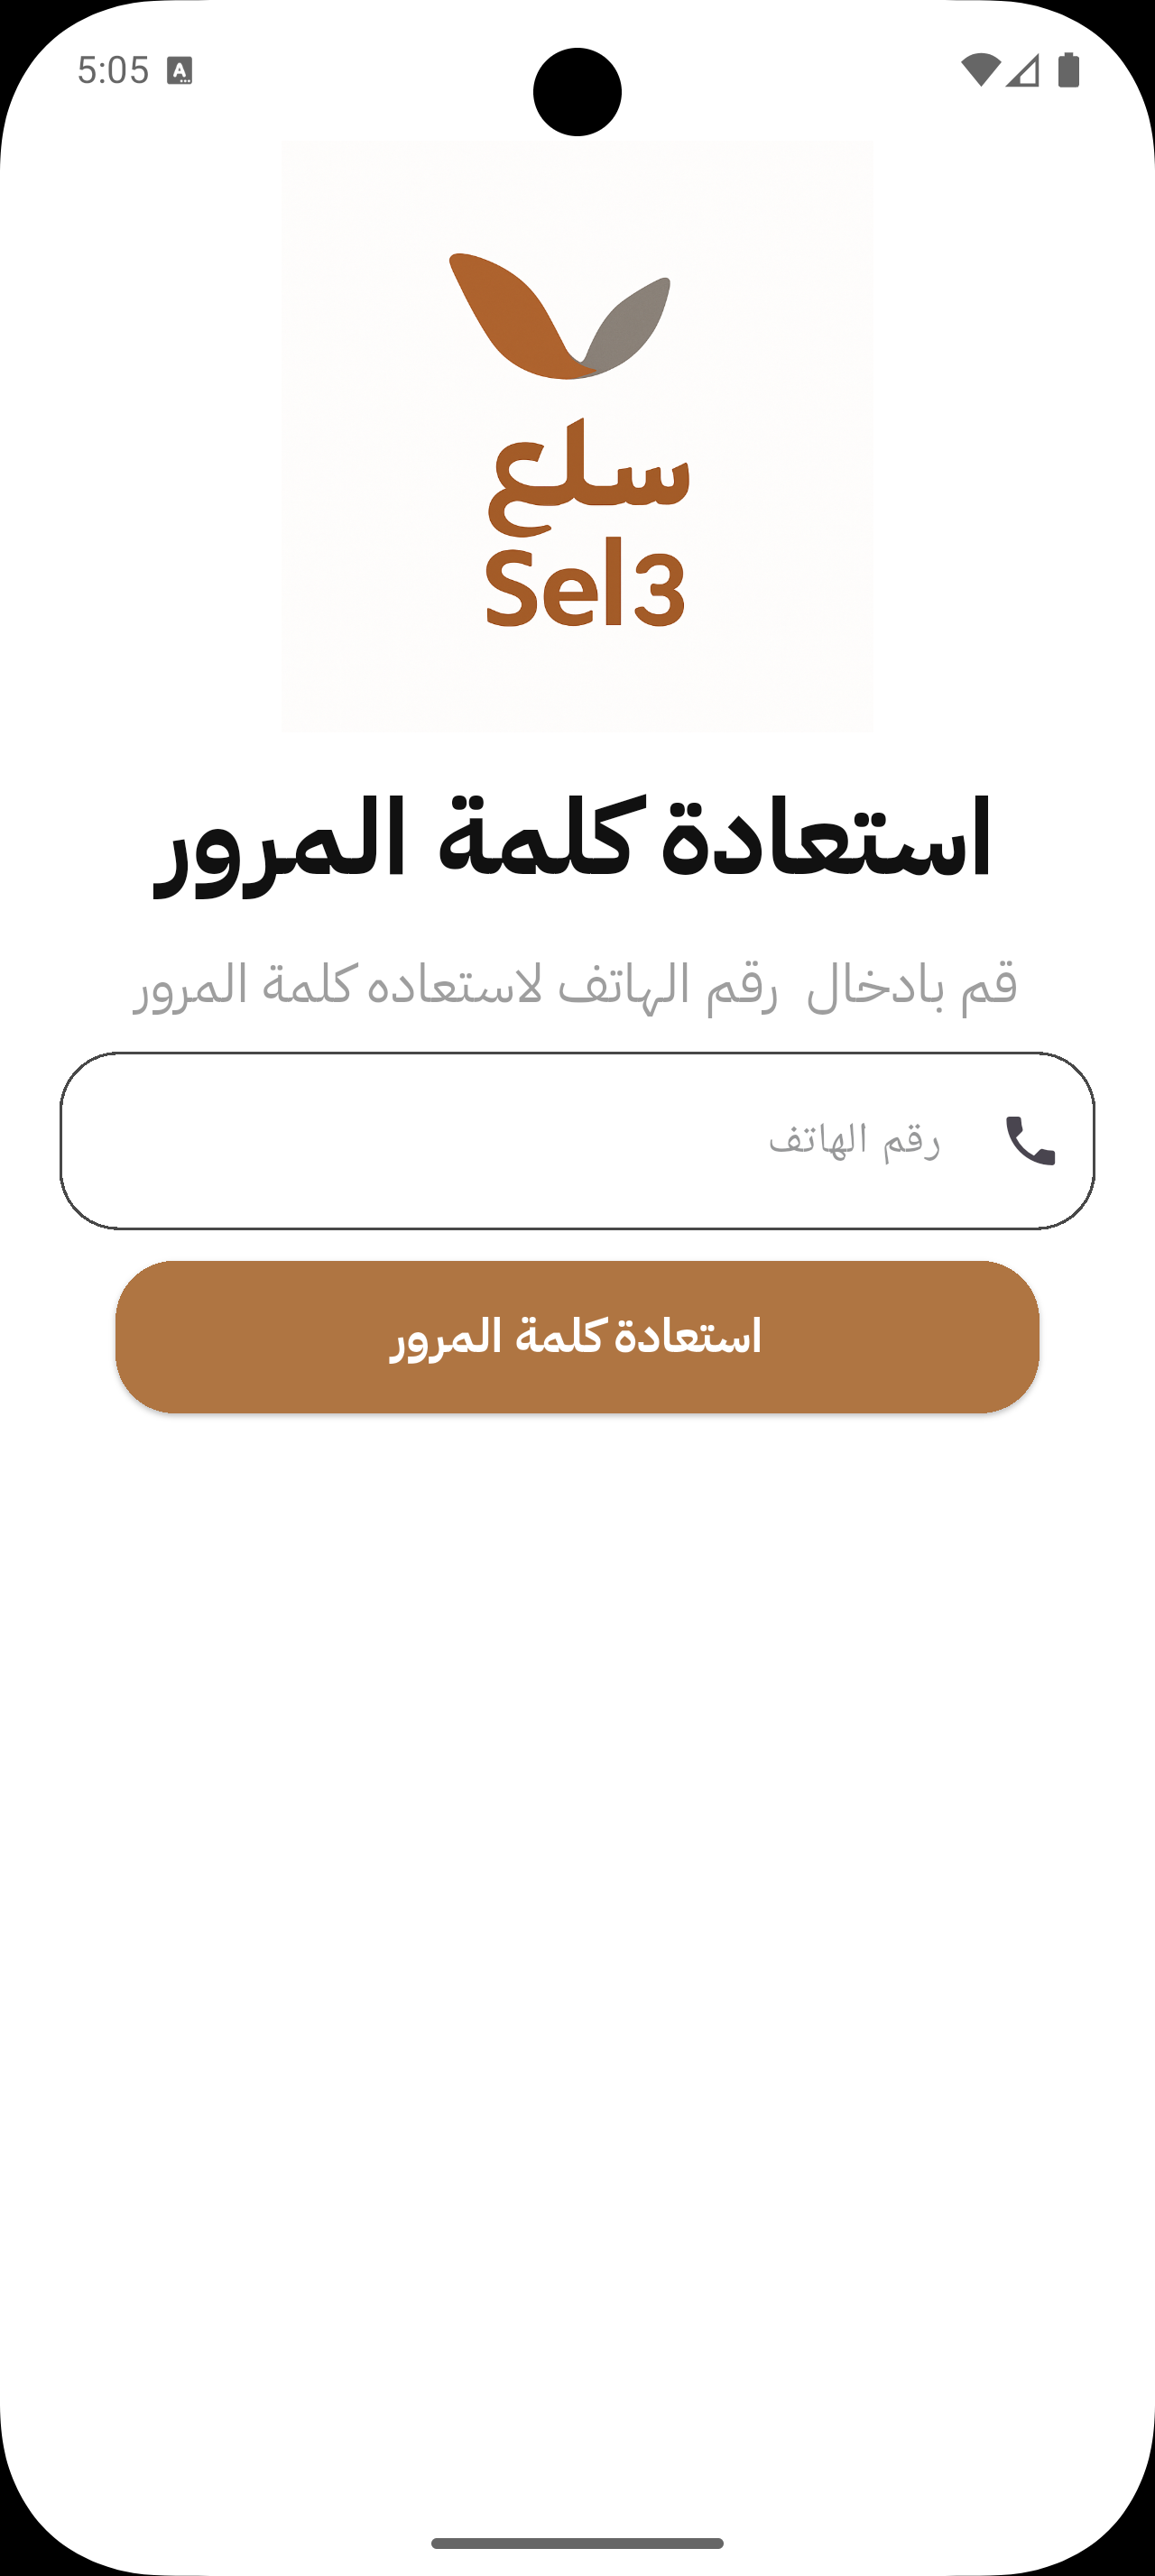 5:05
سلع
Sel3
استعادة كلمة المرور
قم بادخال  رقم الهاتف لاستعاده كلمة المرور
رقم الهاتف
استعادة كلمة المرور